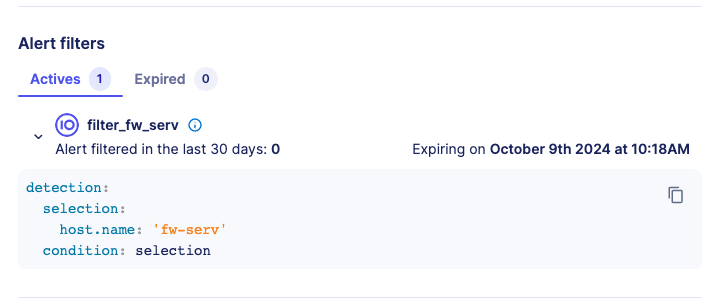 Alert filters
Actives 1 Expired 0
IO filter_fw_serv
Alert filtered in the last 30 days: 0 Expiring on October 9th 2024 at 10:18AM
detection:
  selection:
    host.name: 'fw-serv'
  condition: selection